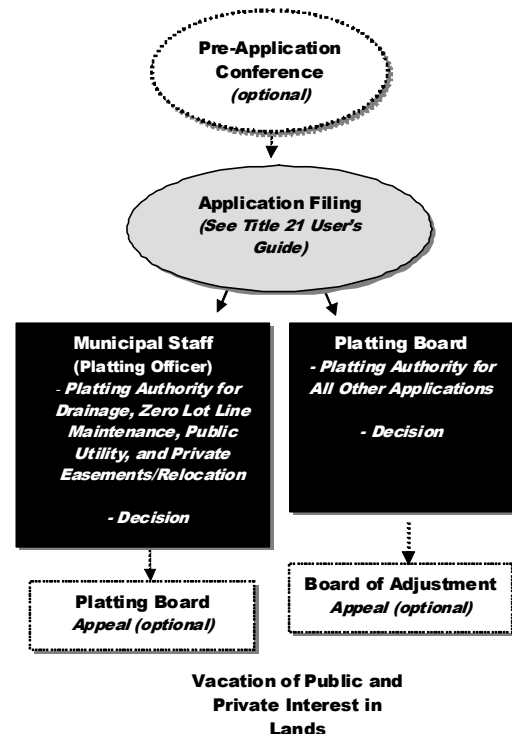 Pre-Application
Conference
(optional)
Application Filing
(See Title 21 User's
Guide)
Municipal Staff
(Platting Officer)
- Platting Authority for
Drainage, Zero Lot Line
Maintenance, Public
Utility, and Private
Easements/Relocation
- Decision
Platting Board
- Platting Authority for
All Other Applications
- Decision
Platting Board
Appeal (optional)
Board of Adjustment
Appeal (optional)
Vacation of Public and
Private Interest in
Lands